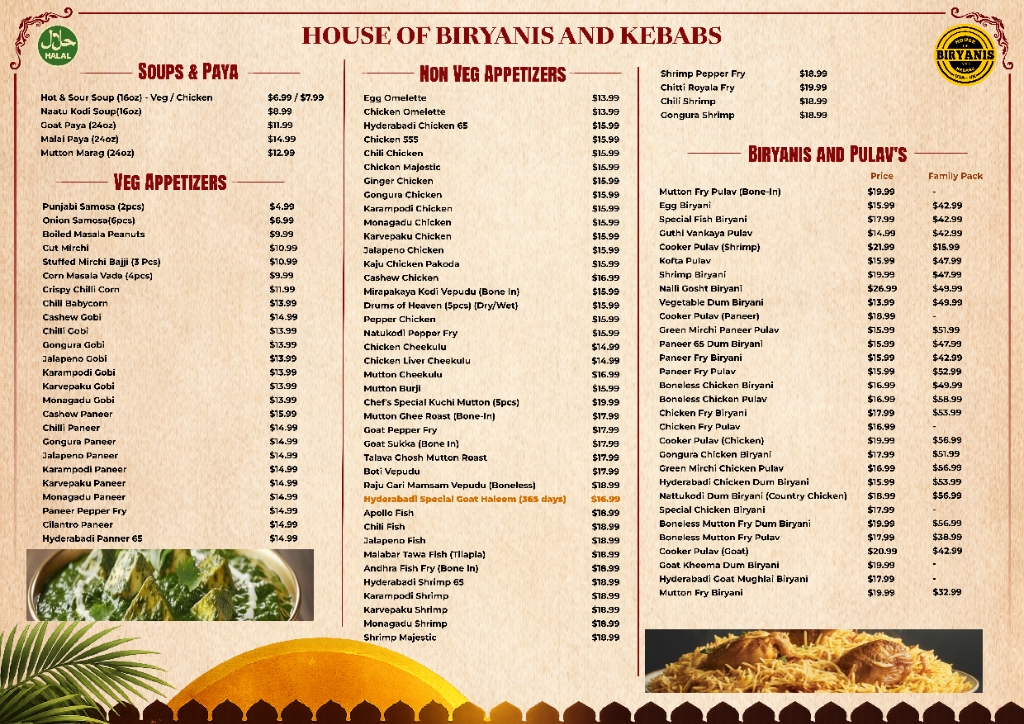 HOUSE OF BIRYANIS AND KEBABS
حلال
HALAL
HOUSE
OF
BIRYANIS
SOUPS & PAYA
Hot & Sour Soup (16oz) - Veg / Chicken $6.99 / $7.99
Naatu Kodi Soup(16oz) $8.99
Goat Paya (24oz) $11.99
Malai Paya (24oz) $14.99
Mutton Marag (24oz) $12.99
VEG APPETIZERS
Punjabi Samosa (2pcs) $4.99
Onion Samosa(6pcs) $6.99
Boiled Masala Peanuts $9.99
Cut Mirchi $10.99
Stuffed Mirchi Bajji (3 Pcs) $10.99
Corn Masala Vada (4pcs) $9.99
Crispy Chilli Corn $11.99
Chill Babycorn $13.99
Cashew Gobi $14.99
Chilli Gobi $13.99
Gongura Gobi $13.99
Jalapeno Gobi $13.99
Karampodi Gobi $13.99
Karvepaku Gobi $13.99
Monagadu Gobi $13.99
Cashew Paneer $15.99
Chilli Paneer $14.99
Gongura Paneer $14.99
Jalapeno Paneer $14.99
Karampodi Paneer $14.99
Karvepaku Paneer $14.99
Monagadu Paneer $14.99
Paneer Pepper Fry $14.99
Cilantro Paneer $14.99
Hyderabadi Panner 65 $14.99
NON VEG APPETIZERS
Egg Omelette $13.99
Chicken Omelette $13.99
Hyderabadi Chicken 65 $15.99
Chicken 555 $15.99
Chili Chicken $15.99
Chicken Majestic $15.99
Ginger Chicken $15.99
Gongura Chicken $15.99
Karampodi Chicken $15.99
Monagadu Chicken $15.99
Karvepaku Chicken $15.99
Jalapeno Chicken $15.99
Kaju Chicken Pakoda $15.99
Cashew Chicken $16.99
Mirapakaya Kodi Vepudu (Bone In) $15.99
Drums of Heaven (5pcs) (Dry/Wet) $15.99
Pepper Chicken $15.99
Natukodi Pepper Fry $15.99
Chicken Cheekulu $14.99
Chicken Liver Cheekulu $14.99
Mutton Cheekulu $16.99
Mutton Burji $15.99
Chef's Special Kuchi Mutton (5pcs) $19.99
Mutton Ghee Roast (Bone-In) $17.99
Goat Pepper Fry $17.99
Goat Sukka (Bone In) $17.99
Talava Ghosh Mutton Roast $17.99
Boti Vepudu $17.99
Raju Gari Mamsam Vepudu (Boneless) $18.99
Hyderabadi Special Goat Haleem (365 days) $16.99
Apollo Fish $18.99
Chili Fish $18.99
Jalapeno Fish $18.99
Malabar Tawa Fish (Tilapia) $18.99
Andhra Fish Fry (Bone In) $18.99
Hyderabadi Shrimp 65 $18.99
Karampodi Shrimp $18.99
Karvepaku Shrimp $18.99
Monagadu Shrimp $18.99
Shrimp Majestic $18.99
Shrimp Pepper Fry $18.99
Chitti Royala Fry $19.99
Chili Shrimp $18.99
Gongura Shrimp $18.99
BIRYANIS AND PULAV'S
Price Family Pack
Mutton Fry Pulav (Bone-In) $19.99 -
Egg Biryani $15.99 $42.99
Special Fish Biryani $17.99 $42.99
Guthi Vankaya Pulav $14.99 $42.99
Cooker Pulav (Shrimp) $21.99 $15.99
Kofta Pulav $15.99 $47.99
Shrimp Biryani $19.99 $47.99
Nalli Gosht Biryani $26.99 $49.99
Vegetable Dum Biryani $13.99 $49.99
Cooker Pulav (Paneer) $18.99 -
Green Mirchi Paneer Pulav $15.99 $51.99
Paneer 65 Dum Biryani $15.99 $47.99
Paneer Fry Biryani $15.99 $42.99
Paneer Fry Pulav $15.99 $52.99
Boneless Chicken Biryani $16.99 $49.99
Boneless Chicken Pulav $16.99 $58.99
Chicken Fry Biryani $17.99 $53.99
Chicken Fry Pulav $16.99 -
Cooker Pulav (Chicken) $19.99 $56.99
Gongura Chicken Biryani $17.99 $51.99
Green Mirchi Chicken Pulav $16.99 $56.99
Hyderabadi Chicken Dum Biryani $15.99 $53.99
Nattukodi Dum Biryani (Country Chicken) $18.99 $56.99
Special Chicken Biryani $17.99 -
Boneless Mutton Fry Dum Biryani $19.99 $56.99
Boneless Mutton Fry Pulav $17.99 $38.99
Cooker Pulav (Goat) $20.99 $42.99
Goat Kheema Dum Biryani $19.99 -
Hyderabadi Goat Mughlai Biryani $17.99 -
Mutton Fry Biryani $19.99 $32.99